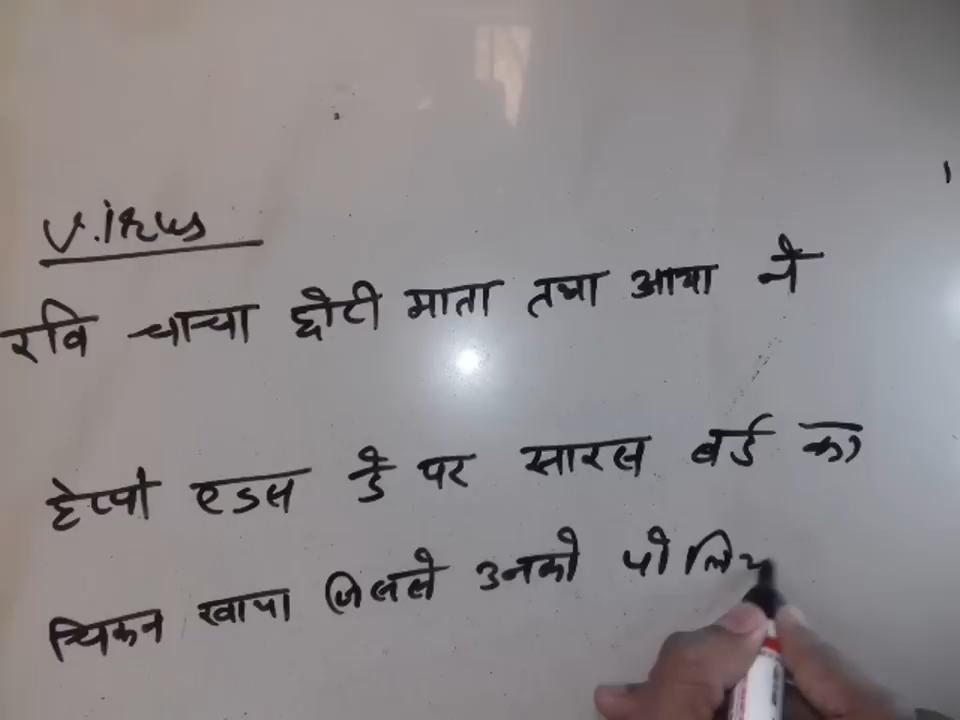 Virus
रवि चाचा छोटी माता तथा आया ने
हेप्पी एडस डे पर सारस बर्ड का
चिकन खाया जिससे उनको पोलिय